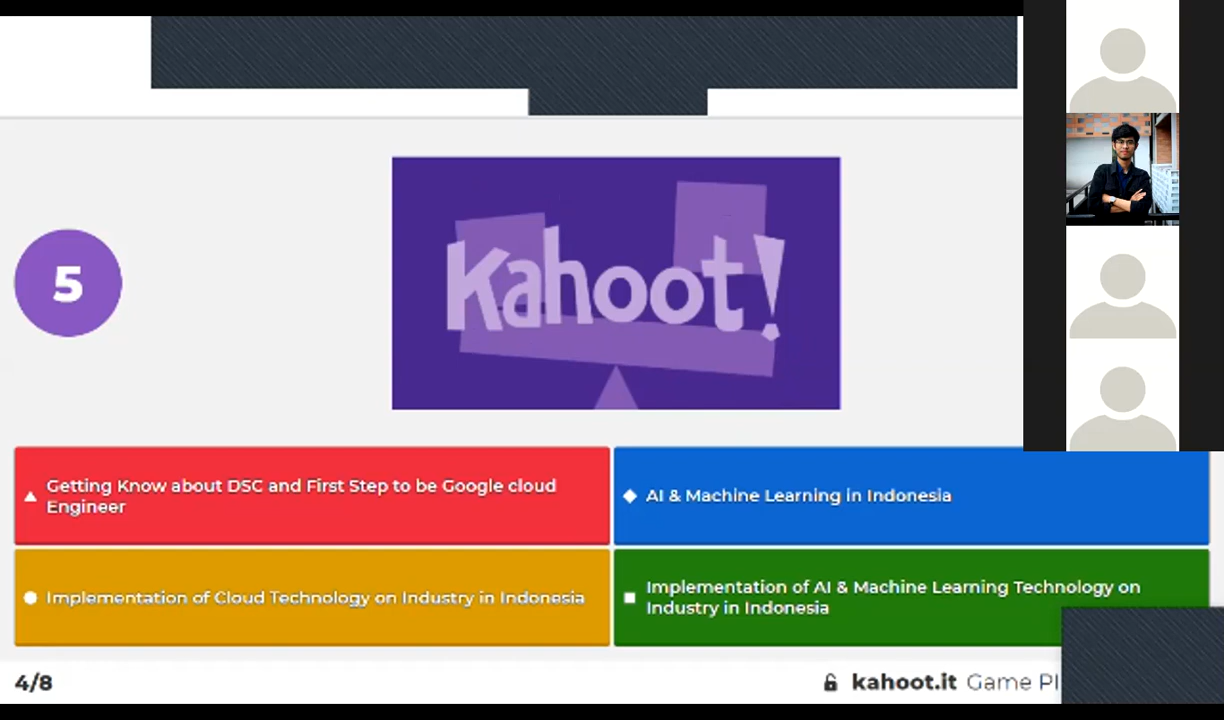 5
Kahoot!
Getting Know about DSC and First Step to be Google cloud
Engineer
AI & Machine Learning in Indonesia
Implementation of Cloud Technology on Industry in Indonesia
Implementation of AI & Machine Learning Technology on
Industry in Indonesia
4/8
kahoot.it Game